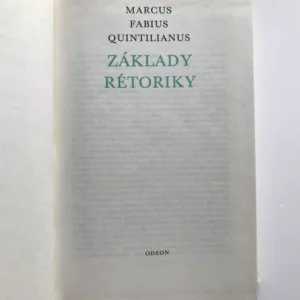 MARCUS
FABIUS
QUINTILIANUS
ZÁKLADY
RÉTORIKY
ODEON